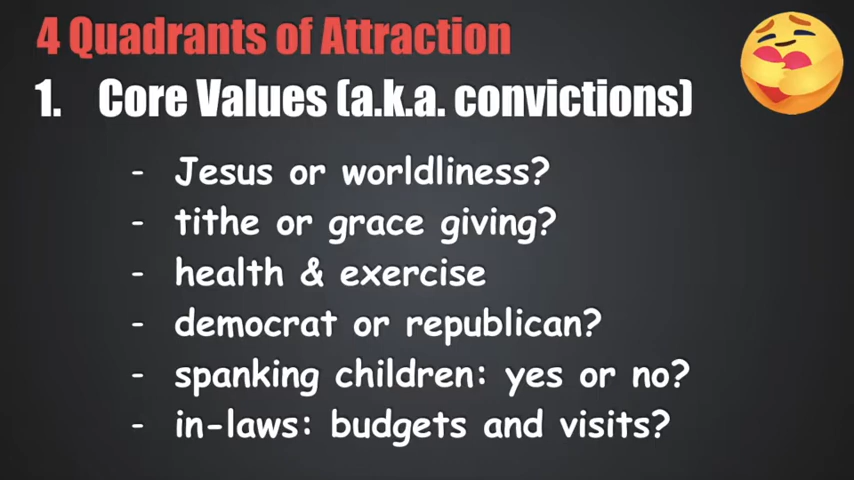 4 Quadrants of Attraction
1. Core Values (a.k.a. convictions)
- Jesus or worldliness?
- tithe or grace giving?
- health & exercise
- democrat or republican?
- spanking children: yes or no?
- in-laws: budgets and visits?